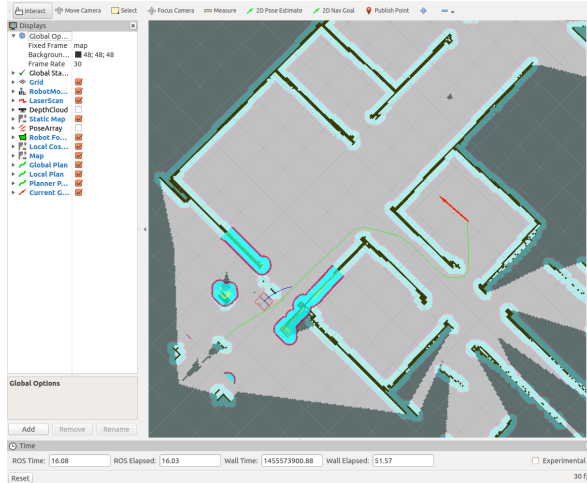 Interact Move Camera Select Focus Camera Measure 2D Pose Estimate 2D Nav Goal Publish Point
Displays
Global Op...
Fixed Frame map
Backgroun... 48; 48; 48
Frame Rate 30
Global Sta...
Grid
RobotMo...
LaserScan
DepthCloud
Static Map
PoseArray
Robot Fo...
Local Cos...
Map
Global Plan
Local Plan
Planner P...
Current G...
Global Options
Add Remove Rename
Time
ROS Time: 16.08 ROS Elapsed: 16.03 Wall Time: 1455573900.88 Wall Elapsed: 51.57 Experimental
Reset 30 f